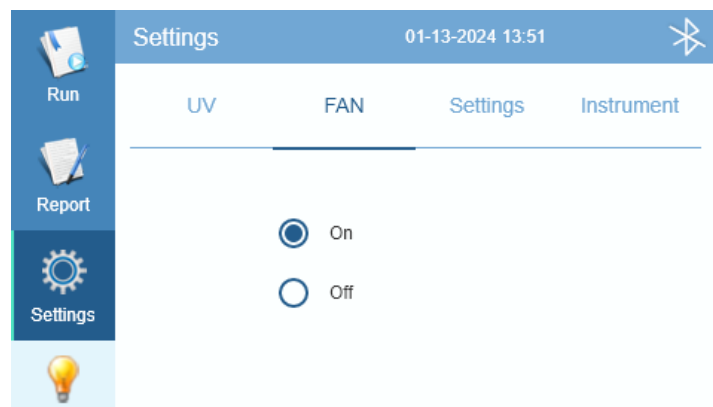 Settings 01-13-2024 13:51
Run
UV FAN Settings Instrument
Report
On
Off
Settings